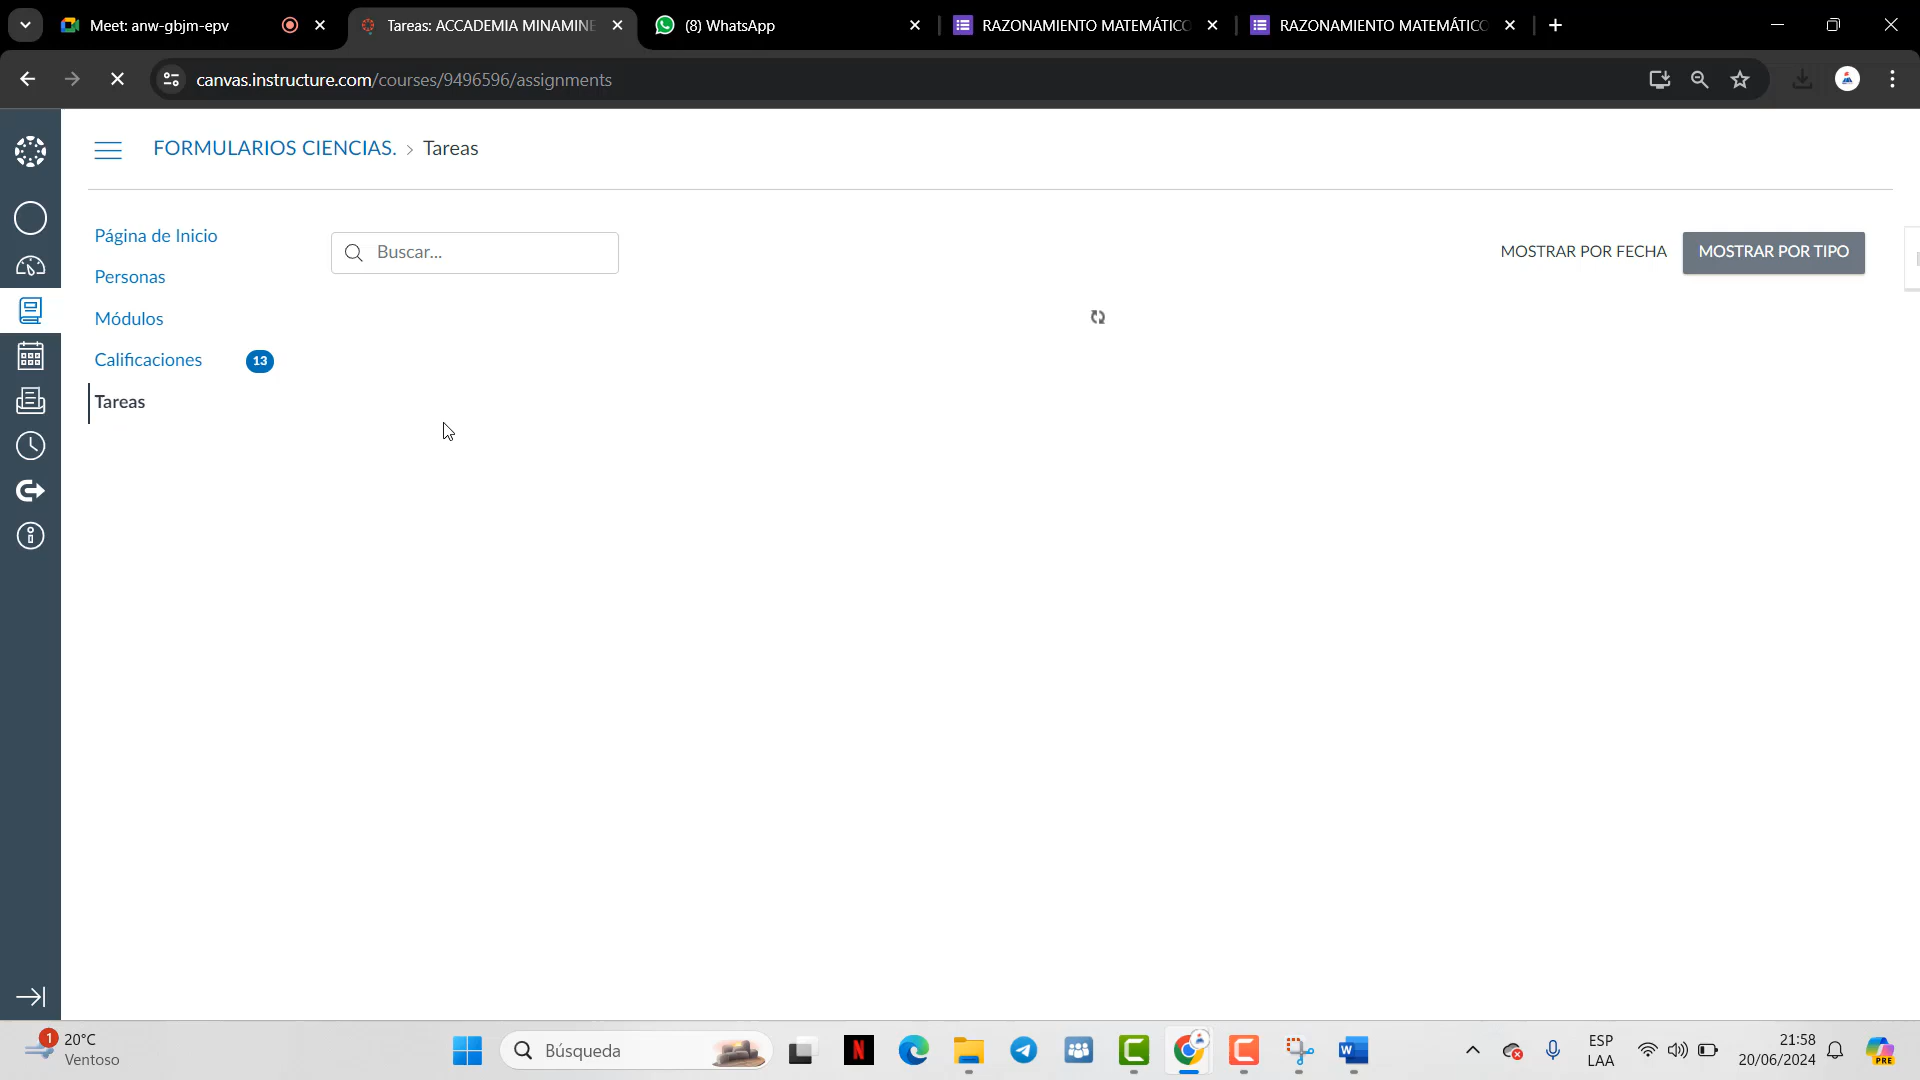 Meet: anw-gbjm-epv
Tareas: ACCADEMIA MINAMINE
(8) WhatsApp
RAZONAMIENTO MATEMÁTICO
RAZONAMIENTO MATEMÁTICO
canvas.instructure.com/courses/9496596/assignments
FORMULARIOS CIENCIAS. > Tareas
Página de Inicio
Buscar...
MOSTRAR POR FECHA
MOSTRAR POR TIPO
Personas
Módulos
Calificaciones
13
Tareas
1
20°C
Ventoso
Búsqueda
N
W
ESP
LAA
21:58
20/06/2024
PRE